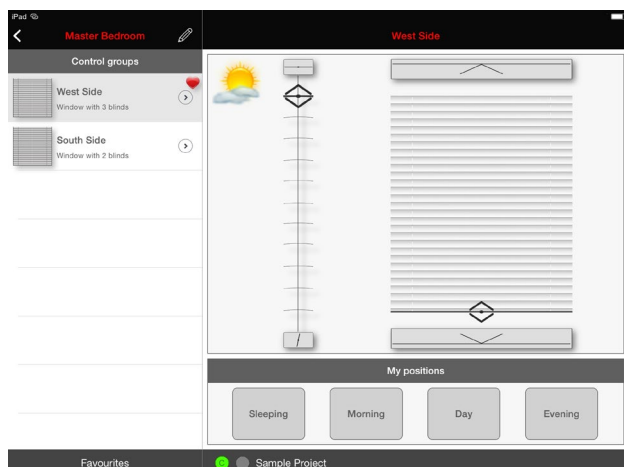 iPad
Master Bedroom
West Side
Control groups
West Side
Window with 3 blinds
South Side
Window with 2 blinds
My positions
Sleeping
Morning
Day
Evening
Favourites
C
Sample Project